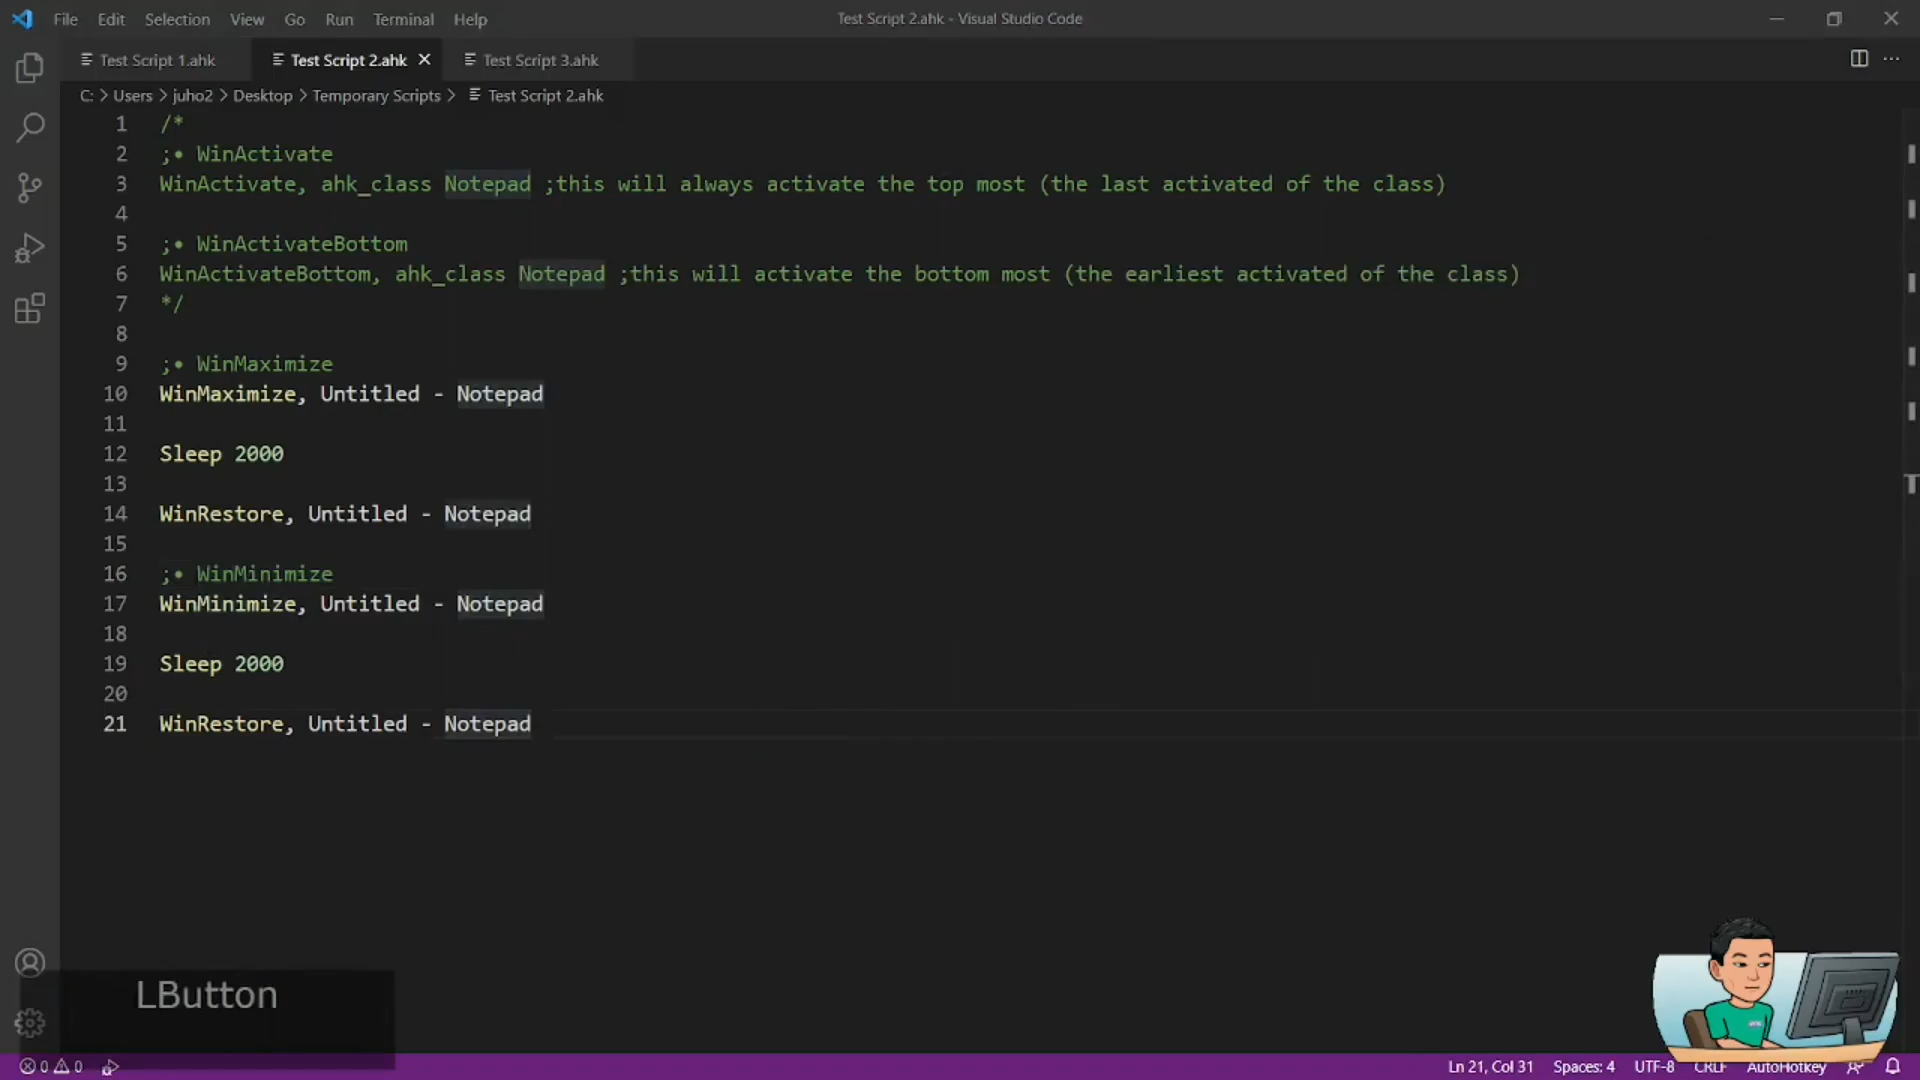 File Edit Selection View Go Run Terminal Help
Test Script 2.ahk - Visual Studio Code
Test Script 1.ahk
Test Script 2.ahk
Test Script 3.ahk
C: > Users > juho2 > Desktop > Temporary Scripts > Test Script 2.ahk
1 /*
2 ;• WinActivate
3 WinActivate, ahk_class Notepad ;this will always activate the top most (the last activated of the class)
4
5 ;• WinActivateBottom
6 WinActivateBottom, ahk_class Notepad ;this will activate the bottom most (the earliest activated of the class)
7 */
8
9 ;• WinMaximize
10 WinMaximize, Untitled - Notepad
11
12 Sleep 2000
13
14 WinRestore, Untitled - Notepad
15
16 ;• WinMinimize
17 WinMinimize, Untitled - Notepad
18
19 Sleep 2000
20
21 WinRestore, Untitled - Notepad
LButton
0 0
Ln 21, Col 31 Spaces: 4 UTF-8 CRLF AutoHotkey